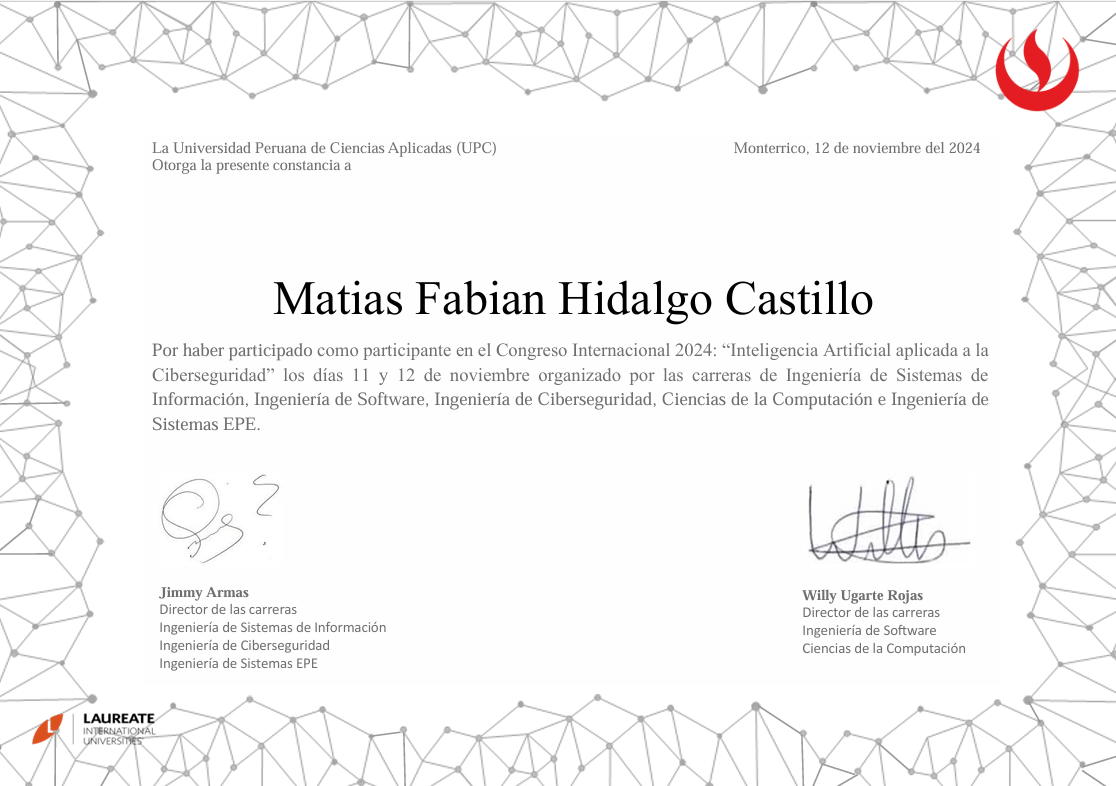 La Universidad Peruana de Ciencias Aplicadas (UPC)
Otorga la presente constancia a
Monterrico, 12 de noviembre del 2024
Matias Fabian Hidalgo Castillo
Por haber participado como participante en el Congreso Internacional 2024: “Inteligencia Artificial aplicada a la
Ciberseguridad” los días 11 y 12 de noviembre organizado por las carreras de Ingeniería de Sistemas de
Información, Ingeniería de Software, Ingeniería de Ciberseguridad, Ciencias de la Computación e Ingeniería de
Sistemas EPE.
Jimmy Armas
Director de las carreras
Ingeniería de Sistemas de Información
Ingeniería de Ciberseguridad
Ingeniería de Sistemas EPE
Willy Ugarte Rojas
Director de las carreras
Ingeniería de Software
Ciencias de la Computación
LAUREATE
INTERNATIONAL
UNIVERSITIES